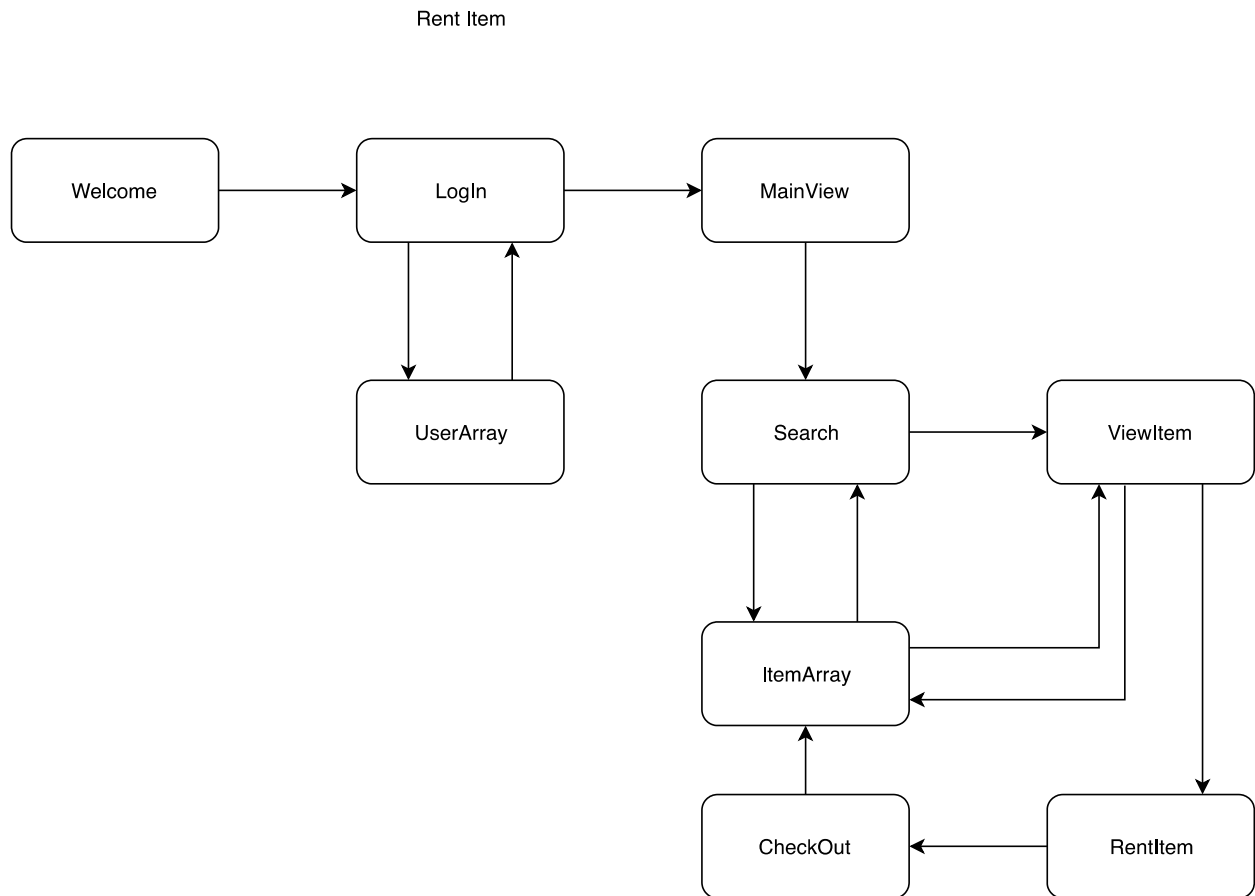 Rent Item
Welcome
LogIn
MainView
UserArray
Search
ViewItem
ItemArray
CheckOut
RentItem